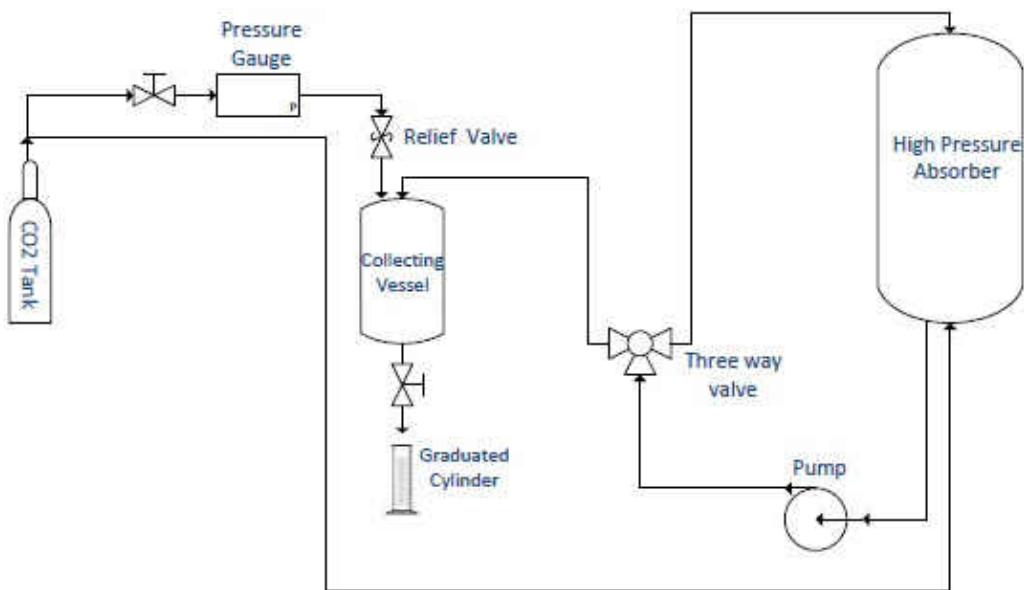 Pressure
Gauge
P
Relief Valve
High Pressure
Absorber
CO2 Tank
Collecting
Vessel
Three way
valve
Graduated
Cylinder
Pump